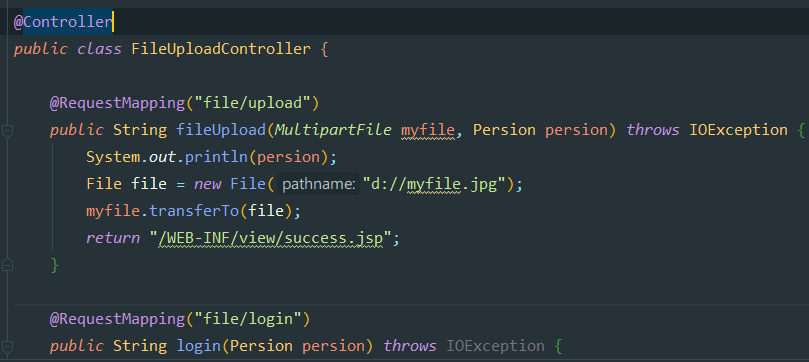 @Controller
public class FileUploadController {
@RequestMapping("file/upload")
public String fileUpload(MultipartFile myfile, Persion persion) throws IOException {
System.out.println(persion);
File file = new File( pathname: "d://myfile.jpg");
myfile.transferTo(file);
return "/WEB-INF/view/success.jsp";
}
@RequestMapping("file/login")
public String login(Persion persion) throws IOException {